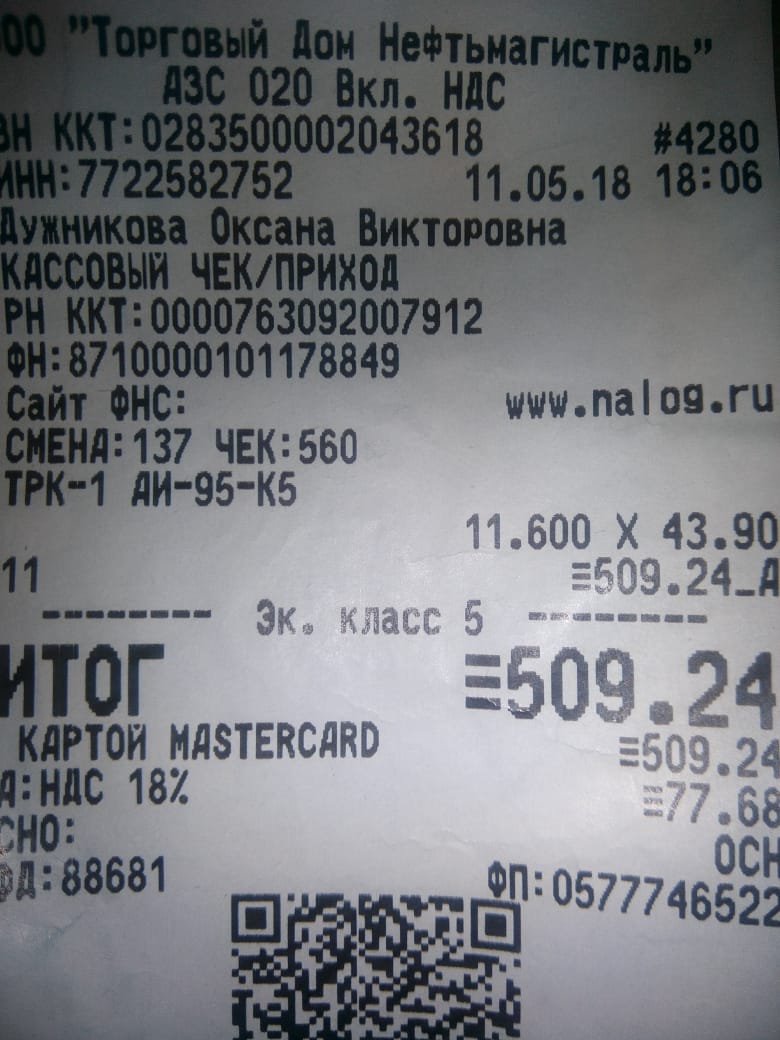 ООО "Торговый Дом Нефтьмагистраль"
АЗС 020 Вкл. НДС
ЗН ККТ:0283500002043618 #4280
ИНН:7722582752 11.05.18 18:06
Дужникова Оксана Викторовна
КАССОВЫЙ ЧЕК/ПРИХОД
РН ККТ:0000763092007912
ФН:8710000101178849
Сайт ФНС: www.nalog.ru
СМЕНА:137 ЧЕК:560
ТРК-1 АИ-95-К5
11.600 X 43.90
11 ≡509.24_А
-------- Эк. класс 5 --------
ИТОГ ≡509.24
КАРТОЙ MASTERCARD ≡509.24
А:НДС 18% ≡77.68
СНО: ОСН
ФД:88681 ФП:0577746522